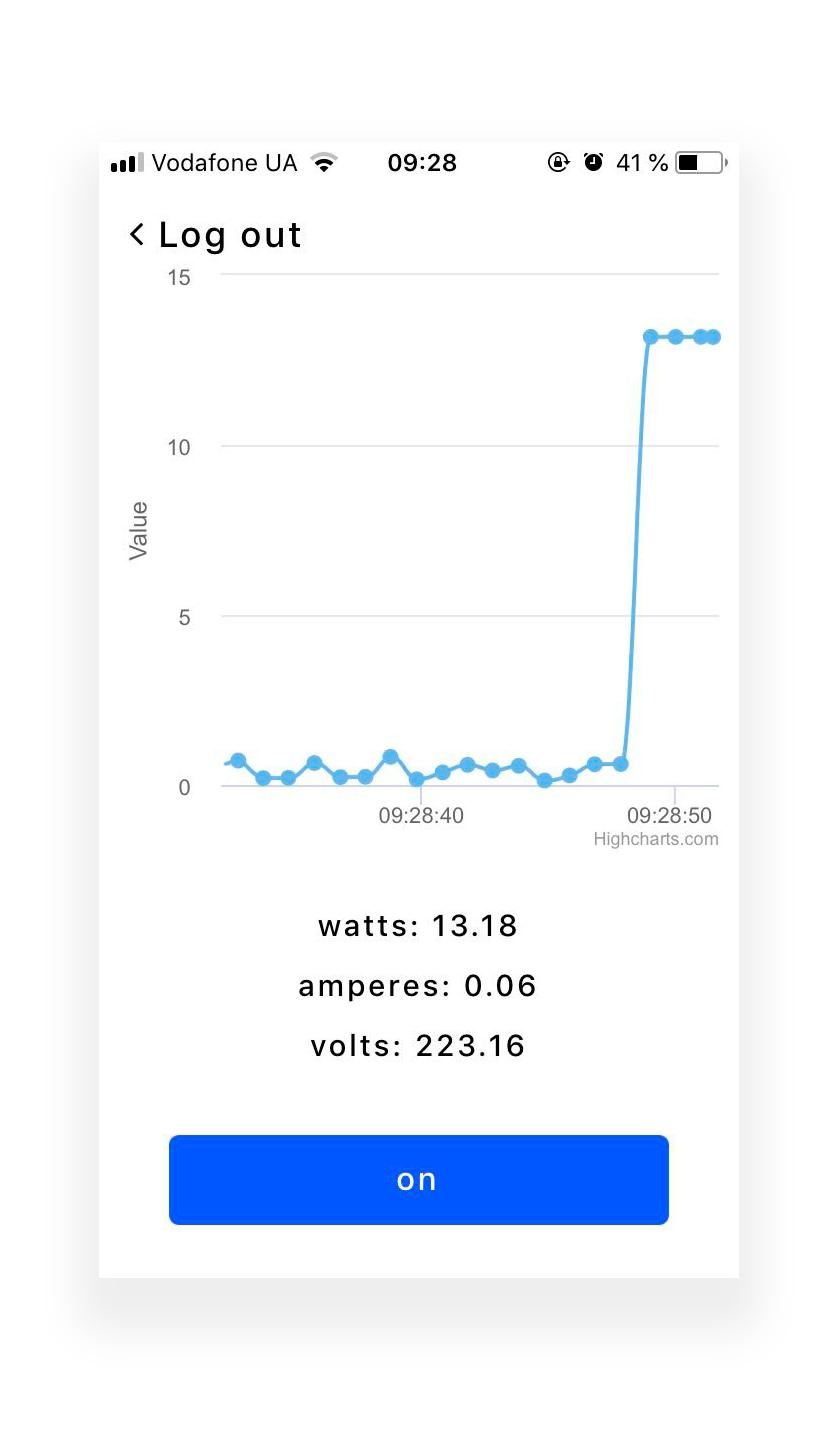 Vodafone UA 09:28 41 %
Log out
15
10
Value
5
0
09:28:40 09:28:50
Highcharts.com
watts: 13.18
amperes: 0.06
volts: 223.16
on